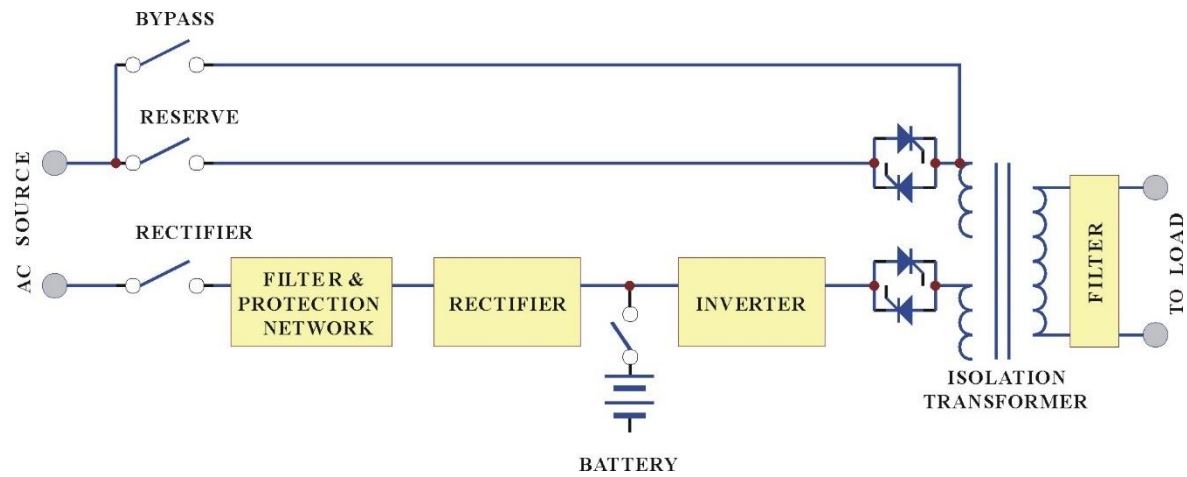 BYPASS
RESERVE
AC SOURCE
RECTIFIER
FILTER &
PROTECTION
NETWORK
RECTIFIER
INVERTER
BATTERY
ISOLATION
TRANSFORMER
FILTER
TO LOAD